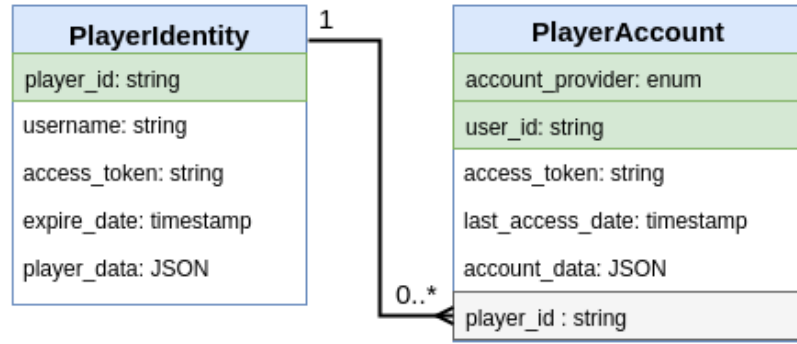 PlayerIdentity
player_id: string
username: string
access_token: string
expire_date: timestamp
player_data: JSON
1
0..*
PlayerAccount
account_provider: enum
user_id: string
access_token: string
last_access_date: timestamp
account_data: JSON
player_id : string